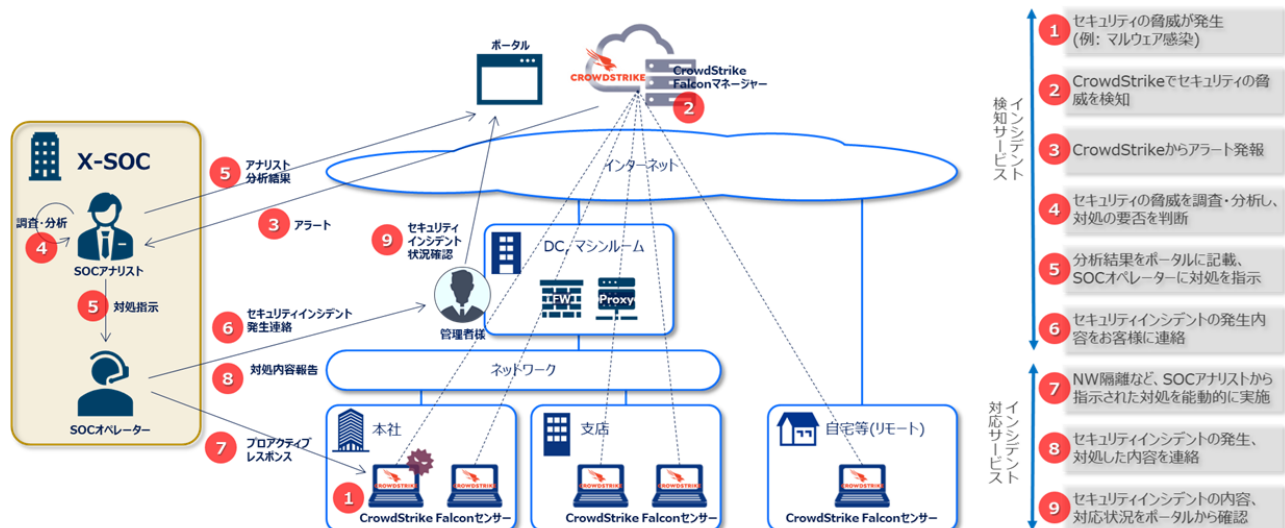 ポータル
CROWDSTRIKE
CrowdStrike
Falconマネージャー
2
X-SOC
調査・分析
4
SOCアナリスト
5
対処指示
SOCオペレーター
5
アナリスト
分析結果
3
アラート
9
セキュリティ
インシデント
状況確認
6
セキュリティインシデント
発生連絡
8
対処内容報告
7
プロアクティブ
レスポンス
インターネット
DC, マシンルーム
FW
Proxy
管理者様
ネットワーク
本社
支店
自宅等(リモート)
1
CROWDSTRIKE
CROWDSTRIKE
CROWDSTRIKE
CROWDSTRIKE
CROWDSTRIKE
CrowdStrike Falconセンサー
CrowdStrike Falconセンサー
CrowdStrike Falconセンサー
インシデント
検知サービス
1
セキュリティの脅威が発生
(例: マルウェア感染)
2
CrowdStrikeでセキュリティの脅
威を検知
3
CrowdStrikeからアラート発報
4
セキュリティの脅威を調査・分析し、
対処の要否を判断
5
分析結果をポータルに記載、
SOCオペレーターに対処を指示
6
セキュリティインシデントの発生内
容をお客様に連絡
インシデント
対応サービス
7
NW隔離など、SOCアナリストから
指示された対処を能動的に実施
8
セキュリティインシデントの発生、
対処した内容を連絡
9
セキュリティインシデントの内容、
対応状況をポータルから確認